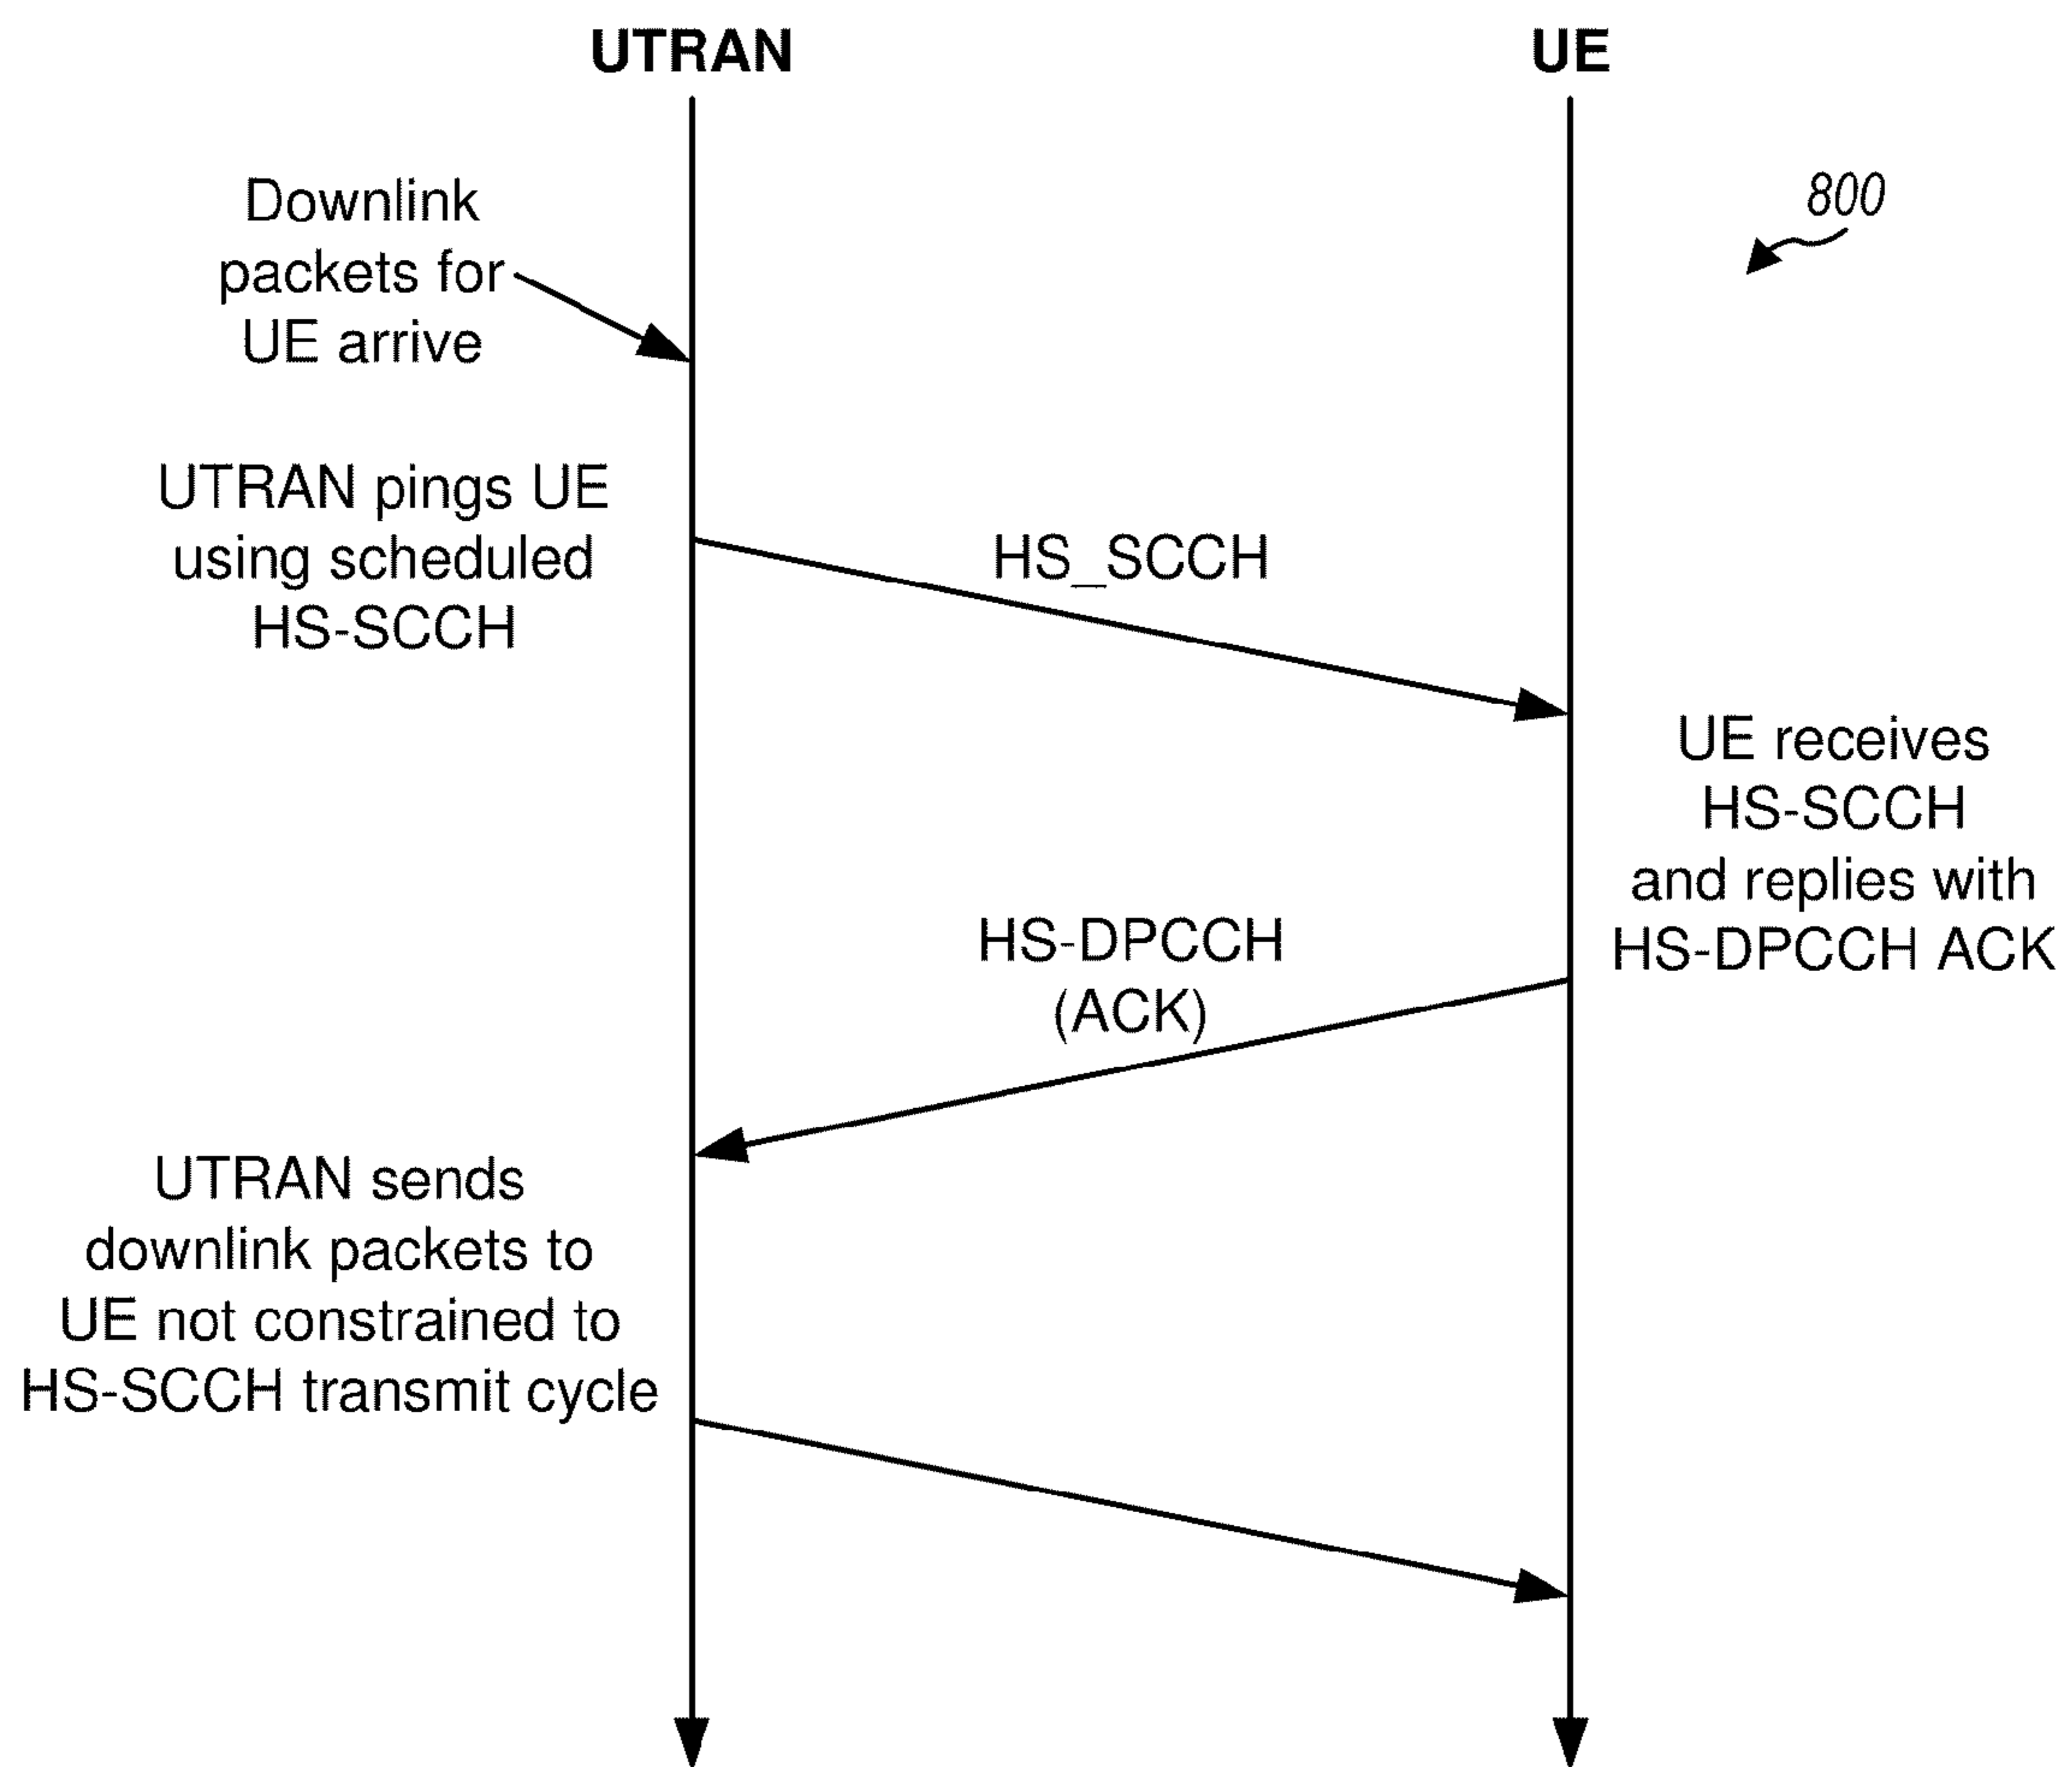 UTRAN
UE
800
Downlink
packets for
UE arrive
UTRAN pings UE
using scheduled
HS-SCCH
HS_SCCH
UE receives
HS-SCCH
and replies with
HS-DPCCH ACK
HS-DPCCH
(ACK)
UTRAN sends
downlink packets to
UE not constrained to
HS-SCCH transmit cycle